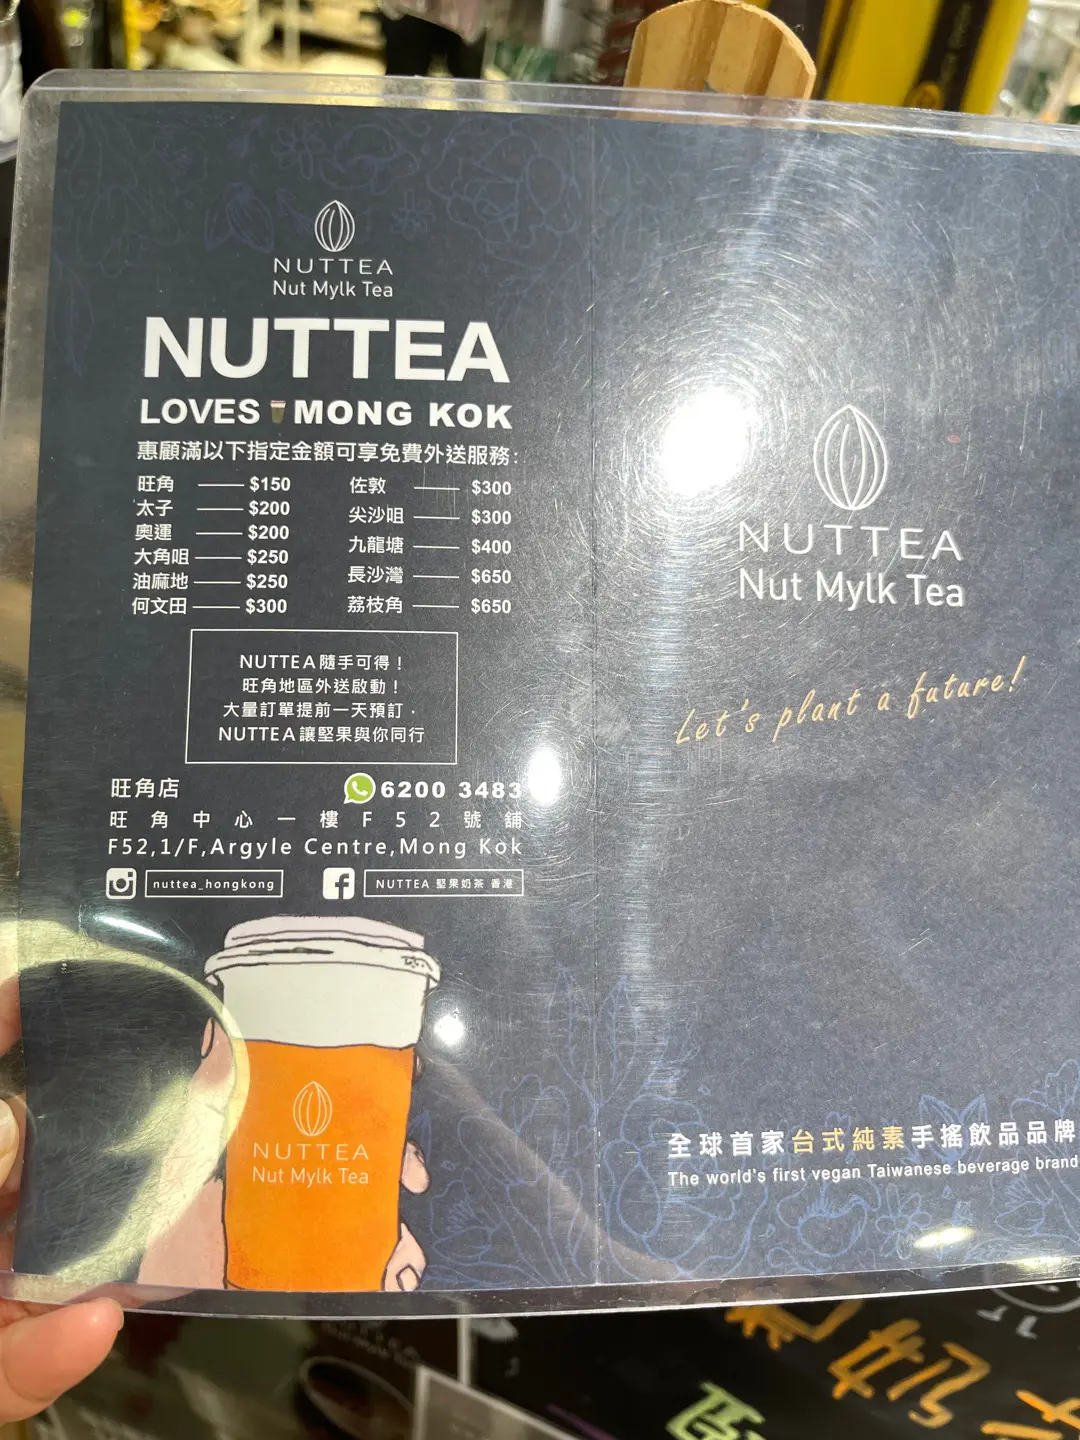 NUTTEA
Nut Mylk Tea
NUTTEA
LOVES MONG KOK
惠顧滿以下指定金額可享免費外送服務：
旺角 $150
太子 $200
奧運 $200
大角咀 $250
油麻地 $250
何文田 $300
佐敦 $300
尖沙咀 $300
九龍塘 $400
長沙灣 $650
荔枝角 $650
NUTTEA隨手可得！
旺角地區外送啟動！
大量訂單提前一天預訂，
NUTTEA讓堅果與你同行
旺角店 6200 3483
旺角中心一樓F52號舖
F52,1/F,Argyle Centre,Mong Kok
nuttea_hongkong
NUTTEA 堅果奶茶 香港
NUTTEA
Nut Mylk Tea
NUTTEA
Nut Mylk Tea
Let's plant a future!
全球首家台式純素手搖飲品品牌
The world's first vegan Taiwanese beverage brand